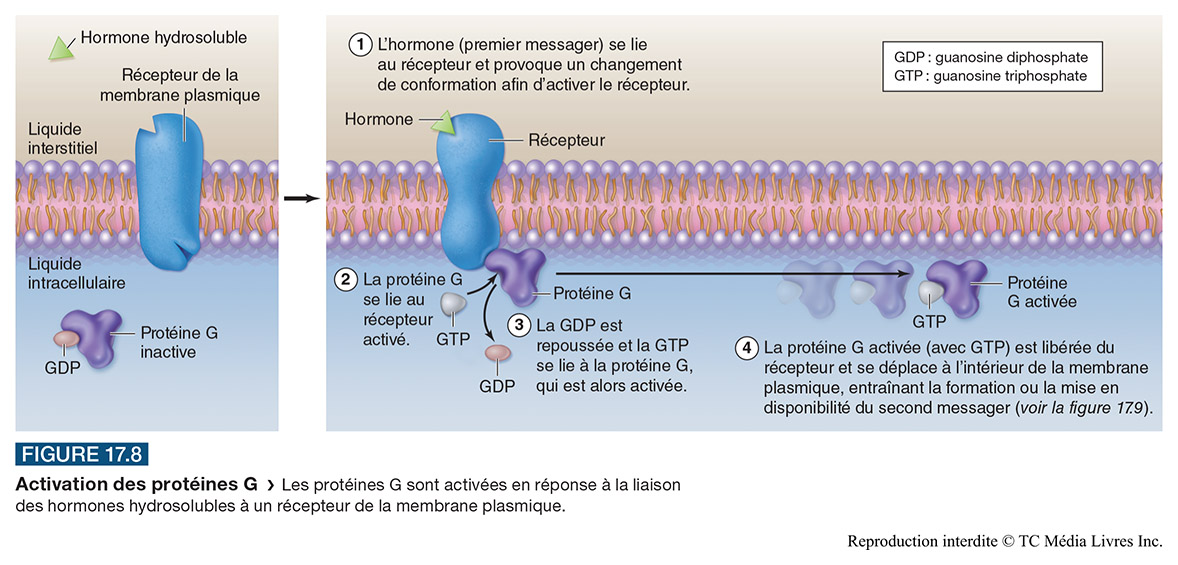 Hormone hydrosoluble
Récepteur de la
membrane plasmique
Liquide
interstitiel
Liquide
intracellulaire
Protéine G
inactive
GDP
1 L'hormone (premier messager) se lie
au récepteur et provoque un changement
de conformation afin d'activer le récepteur.
GDP : guanosine diphosphate
GTP : guanosine triphosphate
Hormone
Récepteur
2 La protéine G
se lie au
récepteur
activé.
GTP
Protéine G
3 La GDP est
repoussée et la GTP
se lie à la protéine G,
qui est alors activée.
GDP
Protéine
G activée
GTP
4 La protéine G activée (avec GTP) est libérée du
récepteur et se déplace à l'intérieur de la membrane
plasmique, entraînant la formation ou la mise en
disponibilité du second messager (voir la figure 17.9).
FIGURE 17.8
Activation des protéines G › Les protéines G sont activées en réponse à la liaison
des hormones hydrosolubles à un récepteur de la membrane plasmique.
Reproduction interdite © TC Média Livres Inc.